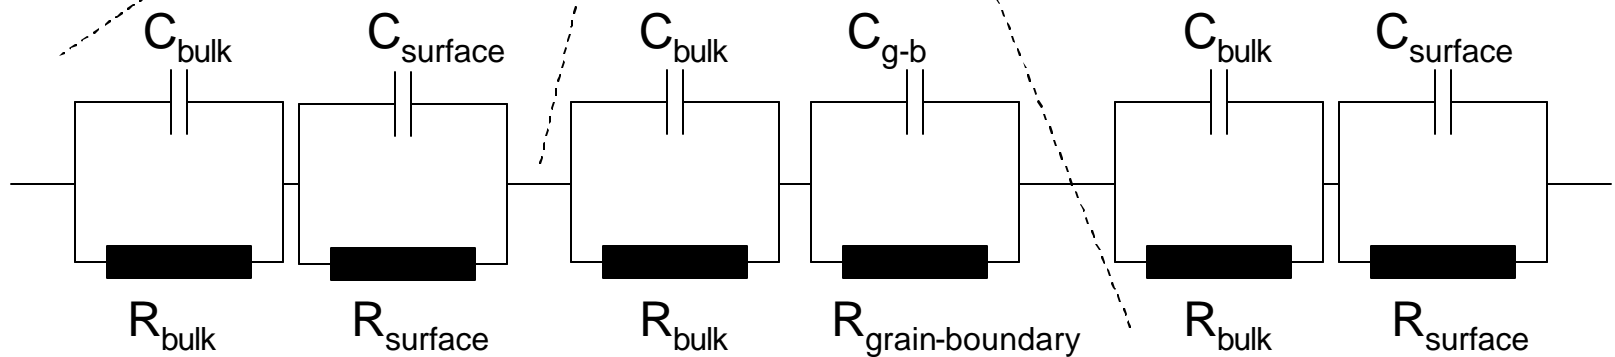 C_bulk C_surface C_bulk C_g-b C_bulk C_surface
R_bulk R_surface R_bulk R_grain-boundary R_bulk R_surface